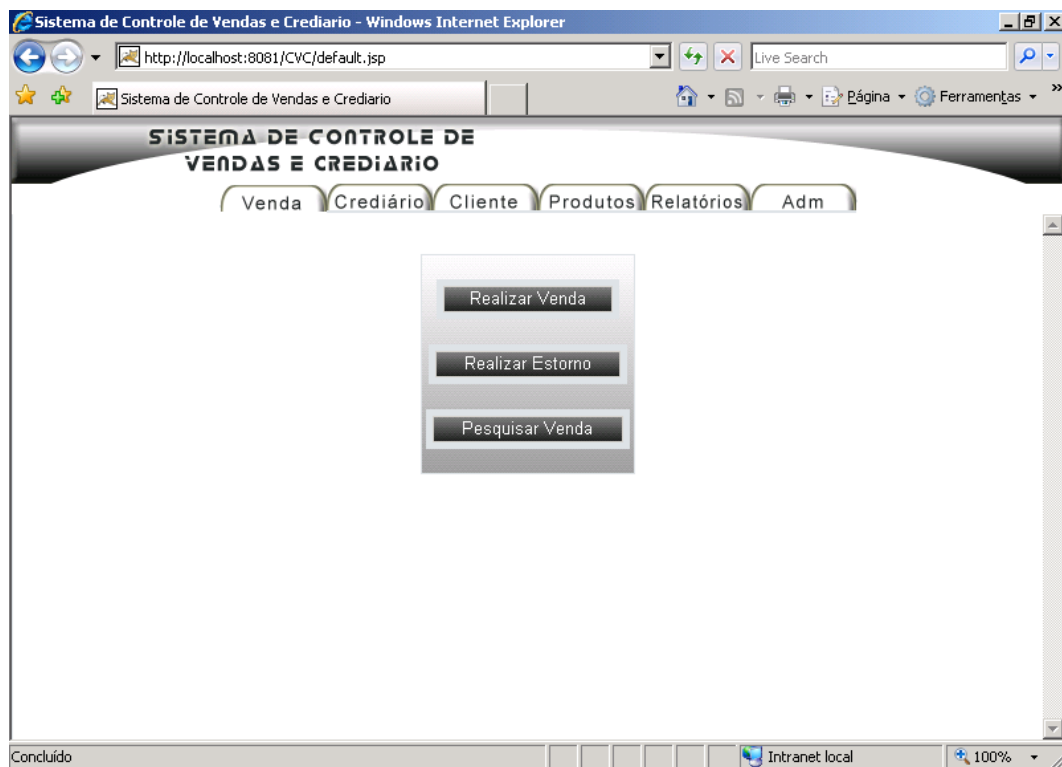 Sistema de Controle de Vendas e Crediario - Windows Internet Explorer
http://localhost:8081/CVC/default.jsp
Live Search
Sistema de Controle de Vendas e Crediario
Página
Ferramentas
»
SISTEMA DE CONTROLE DE
VENDAS E CREDIARIO
Venda Crediário Cliente Produtos Relatórios Adm
Realizar Venda
Realizar Estorno
Pesquisar Venda
Concluído
Intranet local
100%